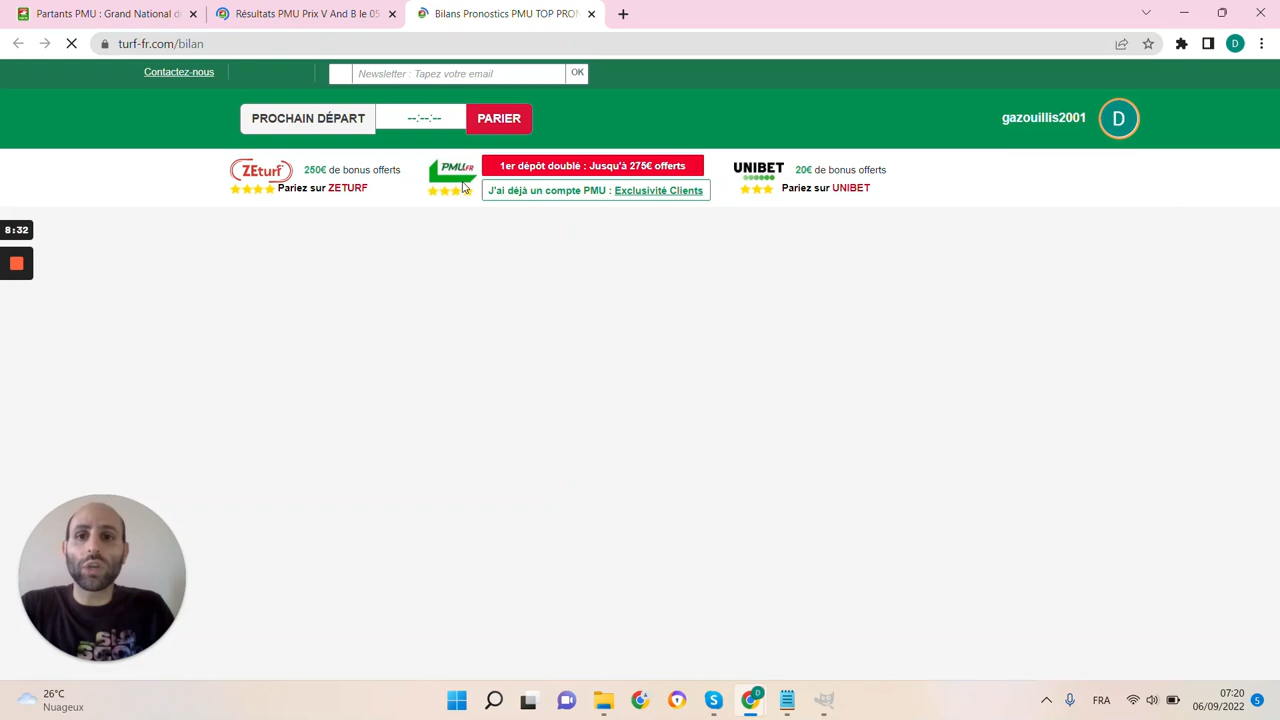 Partants PMU : Grand National d
Résultats PMU Prix V And B le 05
Bilans Pronostics PMU TOP PRON
turf-fr.com/bilan
D
Contactez-nous
Newsletter : Tapez votre email
OK
PROCHAIN DÉPART
--:--:--
PARIER
gazouillis2001
D
ZEturf
250€ de bonus offerts
Pariez sur ZETURF
PMU.FR
1er dépôt doublé : Jusqu'à 275€ offerts
J'ai déjà un compte PMU : Exclusivité Clients
UNIBET
20€ de bonus offerts
Pariez sur UNIBET
8:32
26°C
Nuageux
D
FRA
07:20
06/09/2022
5